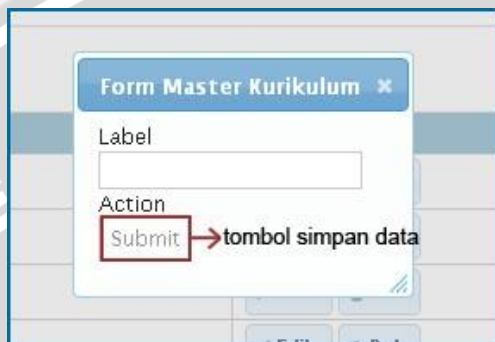 Form Master Kurikulum
Label
Action
Submit tombol simpan data